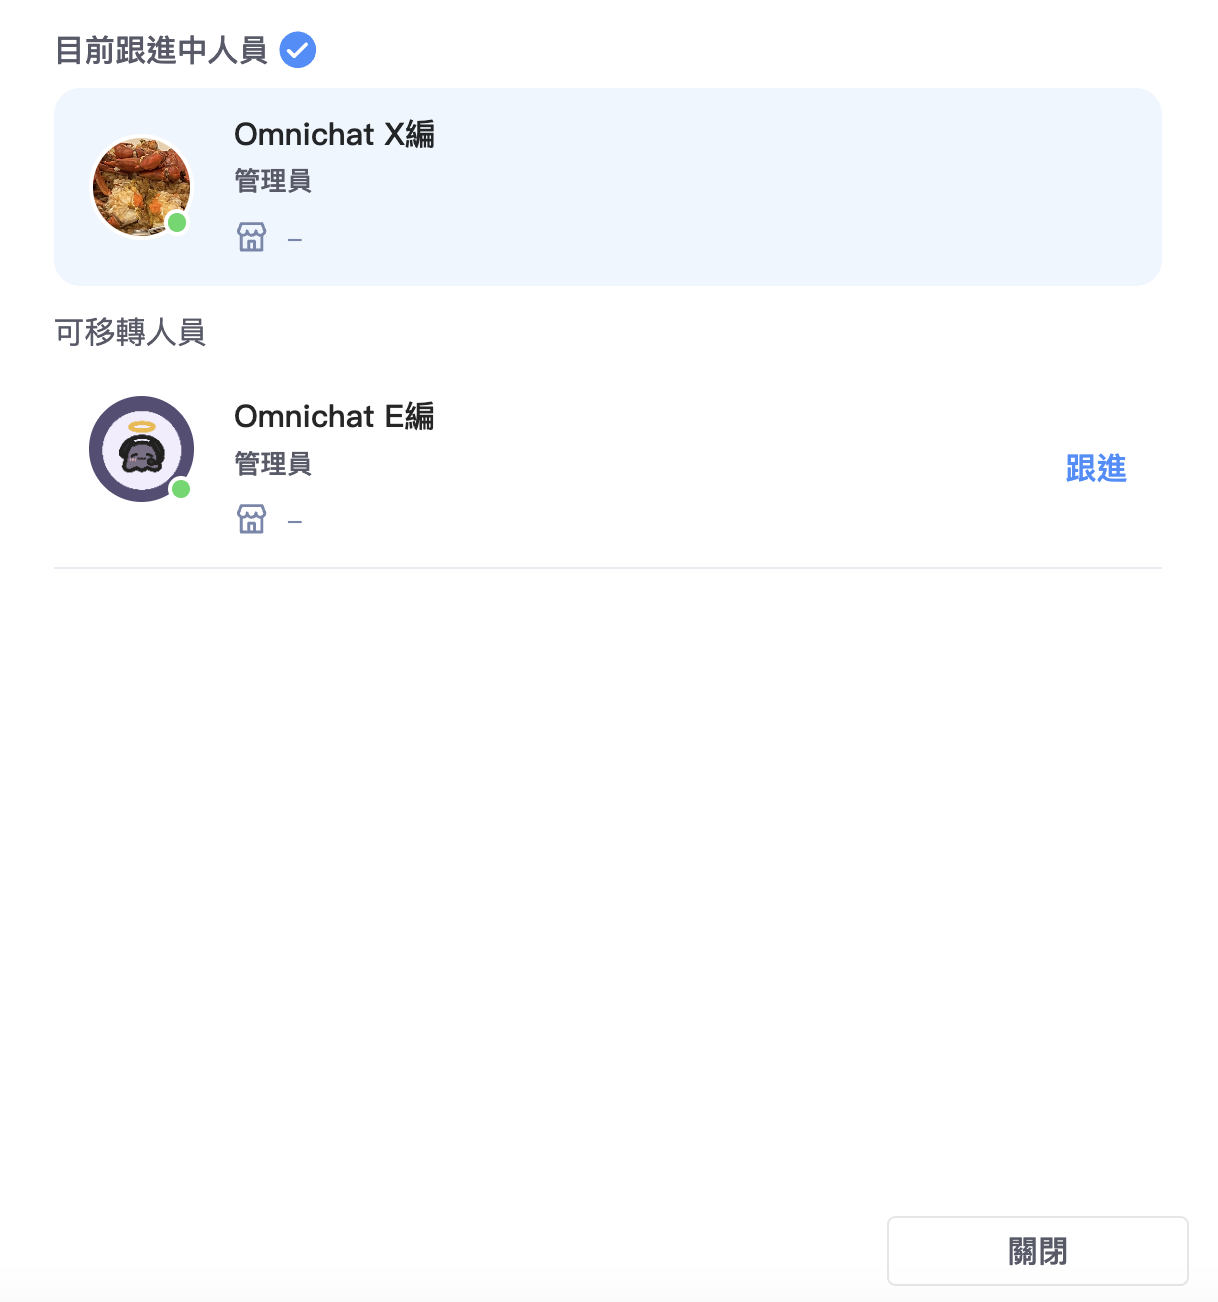 目前跟進中人員
Omnichat X編
管理員
–
可移轉人員
Omnichat E編
管理員
–
跟進
關閉